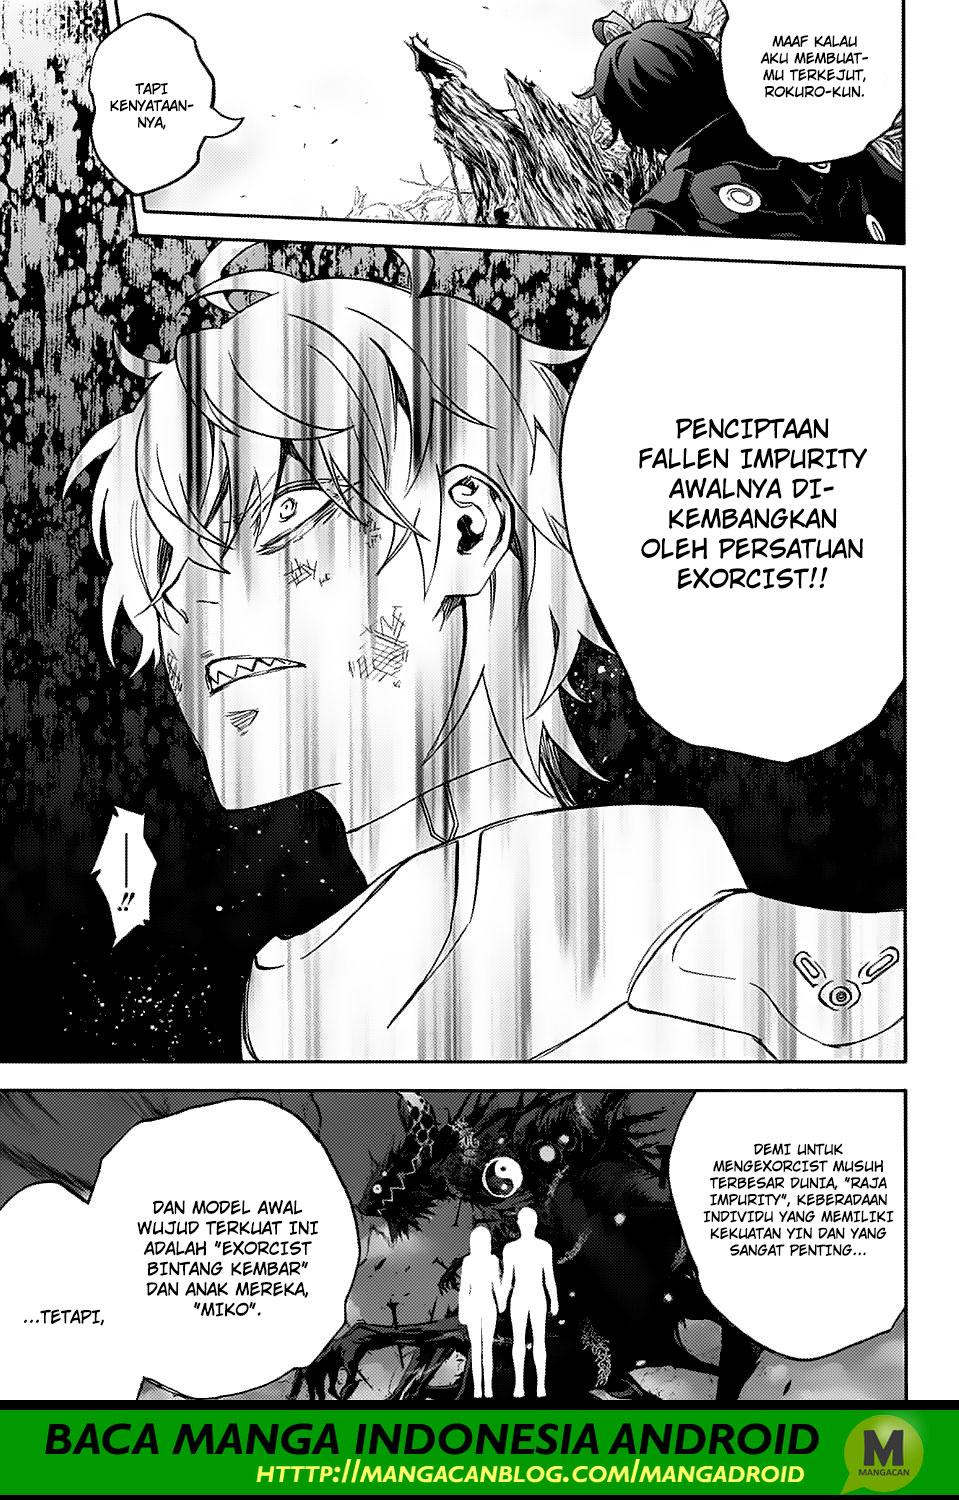 MAAF KALAU
AKU MEMBUAT-
MU TERKEJUT,
ROKURO-KUN.
TAPI
KENYATAAN-
NYA,
PENCIPTAAN
FALLEN IMPURITY
AWALNYA DI-
KEMBANGKAN
OLEH PERSATUAN
EXORCIST!!
!!
DEMI UNTUK
MENGEXORCIST MUSUH
TERBESAR DUNIA, "RAJA
IMPURITY", KEBERADAAN
INDIVIDU YANG MEMILIKI
KEKUATAN YIN DAN YANG
SANGAT PENTING...
DAN MODEL AWAL
WUJUD TERKUAT INI
ADALAH "EXORCIST
BINTANG KEMBAR"
DAN ANAK MEREKA,
"MIKO".
...TETAPI,
BACA MANGA INDONESIA ANDROID
HTTTP://MANGACANBLOG.COM/MANGADROID
M
MANGACAN